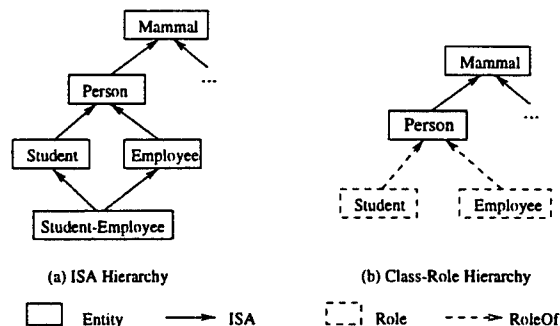 Mammal
...
Person
Student
Employee
Student-Employee
(a) ISA Hierarchy
Mammal
...
Person
Student
Employee
(b) Class-Role Hierarchy
Entity
ISA
Role
RoleOf